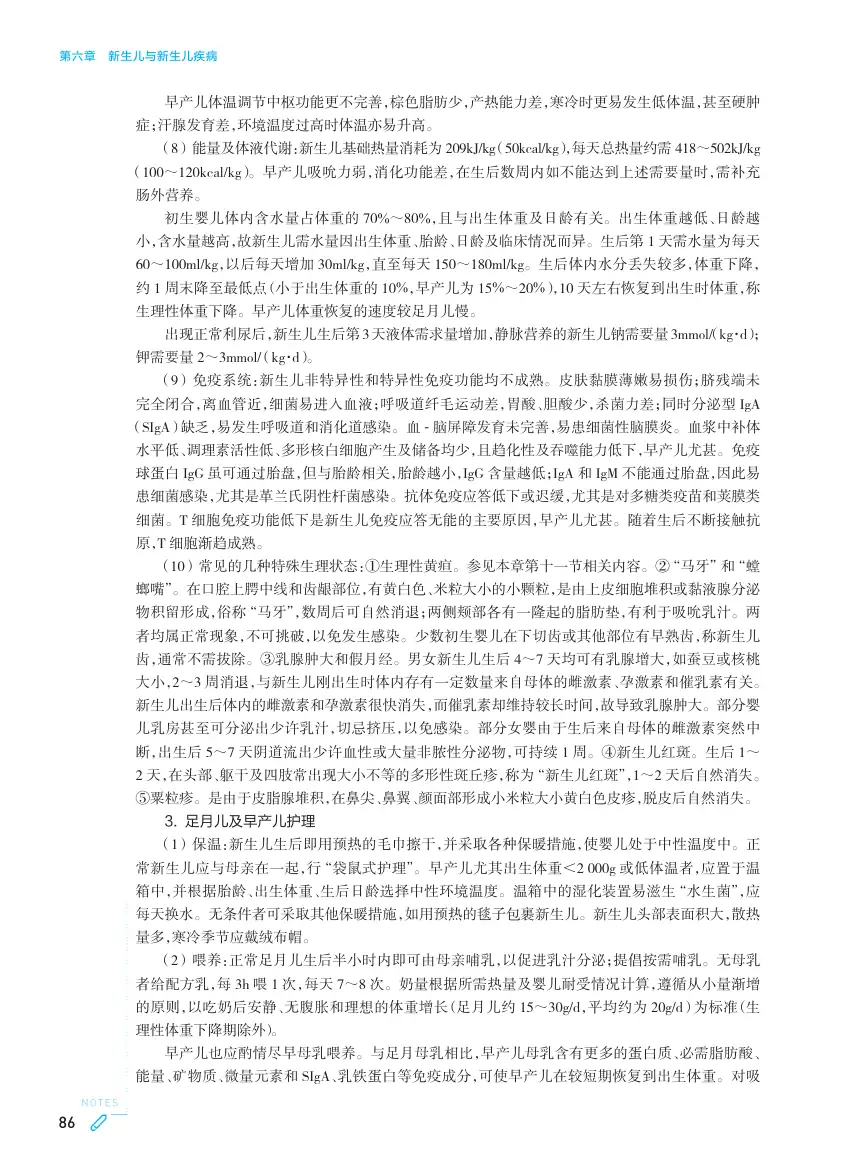 第六章　新生儿与新生儿疾病
早产儿体温调节中枢功能更不完善，棕色脂肪少，产热能力差，寒冷时更易发生低体温，甚至硬肿
症；汗腺发育差，环境温度过高时体温亦易升高。
（8）能量及体液代谢：新生儿基础热量消耗为 209kJ/kg（50kcal/kg），每天总热量约需 418～502kJ/kg
（100～120kcal/kg）。早产儿吸吮力弱，消化功能差，在生后数周内如不能达到上述需要量时，需补充
肠外营养。
初生婴儿体内含水量占体重的 70%～80%，且与出生体重及日龄有关。出生体重越低、日龄越
小，含水量越高，故新生儿需水量因出生体重、胎龄、日龄及临床情况而异。生后第 1 天需水量为每天
60～100ml/kg，以后每天增加 30ml/kg，直至每天 150～180ml/kg。生后体内水分丢失较多，体重下降，
约 1 周末降至最低点（小于出生体重的 10%，早产儿为 15%～20%），10 天左右恢复到出生时体重，称
生理性体重下降。早产儿体重恢复的速度较足月儿慢。
出现正常利尿后，新生儿生后第 3 天液体需求量增加，静脉营养的新生儿钠需要量 3mmol/（kg·d）；
钾需要量 2～3mmol/（kg·d）。
（9）免疫系统：新生儿非特异性和特异性免疫功能均不成熟。皮肤黏膜薄嫩易损伤；脐残端未
完全闭合，离血管近，细菌易进入血液；呼吸道纤毛运动差，胃酸、胆酸少，杀菌力差；同时分泌型 IgA
（SIgA）缺乏，易发生呼吸道和消化道感染。血 - 脑屏障发育未完善，易患细菌性脑膜炎。血浆中补体
水平低、调理素活性低、多形核白细胞产生及储备均少，且趋化性及吞噬能力低下，早产儿尤甚。免疫
球蛋白 IgG 虽可通过胎盘，但与胎龄相关，胎龄越小，IgG 含量越低；IgA 和 IgM 不能通过胎盘，因此易
患细菌感染，尤其是革兰氏阴性杆菌感染。抗体免疫应答低下或迟缓，尤其是对多糖类疫苗和荚膜类
细菌。T 细胞免疫功能低下是新生儿免疫应答无能的主要原因，早产儿尤甚。随着生后不断接触抗
原，T 细胞渐趋成熟。
（10）常见的几种特殊生理状态：①生理性黄疸。参见本章第十一节相关内容。②“马牙”和“螳
螂嘴”。在口腔上腭中线和齿龈部位，有黄白色、米粒大小的小颗粒，是由上皮细胞堆积或黏液腺分泌
物积留形成，俗称“马牙”，数周后可自然消退；两侧颊部各有一隆起的脂肪垫，有利于吸吮乳汁。两
者均属正常现象，不可挑破，以免发生感染。少数初生婴儿在下切齿或其他部位有早熟齿，称新生儿
齿，通常不需拔除。③乳腺肿大和假月经。男女新生儿生后 4～7 天均可有乳腺增大，如蚕豆或核桃
大小，2～3 周消退，与新生儿刚出生时体内存有一定数量来自母体的雌激素、孕激素和催乳素有关。
新生儿出生后体内的雌激素和孕激素很快消失，而催乳素却维持较长时间，故导致乳腺肿大。部分婴
儿乳房甚至可分泌出少许乳汁，切忌挤压，以免感染。部分女婴由于生后来自母体的雌激素突然中
断，出生后 5～7 天阴道流出少许血性或大量非脓性分泌物，可持续 1 周。④新生儿红斑。生后 1～
2 天，在头部、躯干及四肢常出现大小不等的多形性斑丘疹，称为“新生儿红斑”，1～2 天后自然消失。
⑤粟粒疹。是由于皮脂腺堆积，在鼻尖、鼻翼、颜面部形成小米粒大小黄白色皮疹，脱皮后自然消失。
3. 足月儿及早产儿护理
（1）保温：新生儿生后即用预热的毛巾擦干，并采取各种保暖措施，使婴儿处于中性温度中。正
常新生儿应与母亲在一起，行“袋鼠式护理”。早产儿尤其出生体重＜2 000g 或低体温者，应置于温
箱中，并根据胎龄、出生体重、生后日龄选择中性环境温度。温箱中的湿化装置易滋生“水生菌”，应
每天换水。无条件者可采取其他保暖措施，如用预热的毯子包裹新生儿。新生儿头部表面积大，散热
量多，寒冷季节应戴绒布帽。
（2）喂养：正常足月儿生后半小时内即可由母亲哺乳，以促进乳汁分泌；提倡按需哺乳。无母乳
者给配方乳，每 3h 喂 1 次，每天 7～8 次。奶量根据所需热量及婴儿耐受情况计算，遵循从小量渐增
的原则，以吃奶后安静、无腹胀和理想的体重增长（足月儿约 15～30g/d，平均约为 20g/d）为标准（生
理性体重下降期除外）。
早产儿也应酌情尽早母乳喂养。与足月母乳相比，早产儿母乳含有更多的蛋白质、必需脂肪酸、
能量、矿物质、微量元素和 SIgA、乳铁蛋白等免疫成分，可使早产儿在较短期恢复到出生体重。对吸
NOTES
86